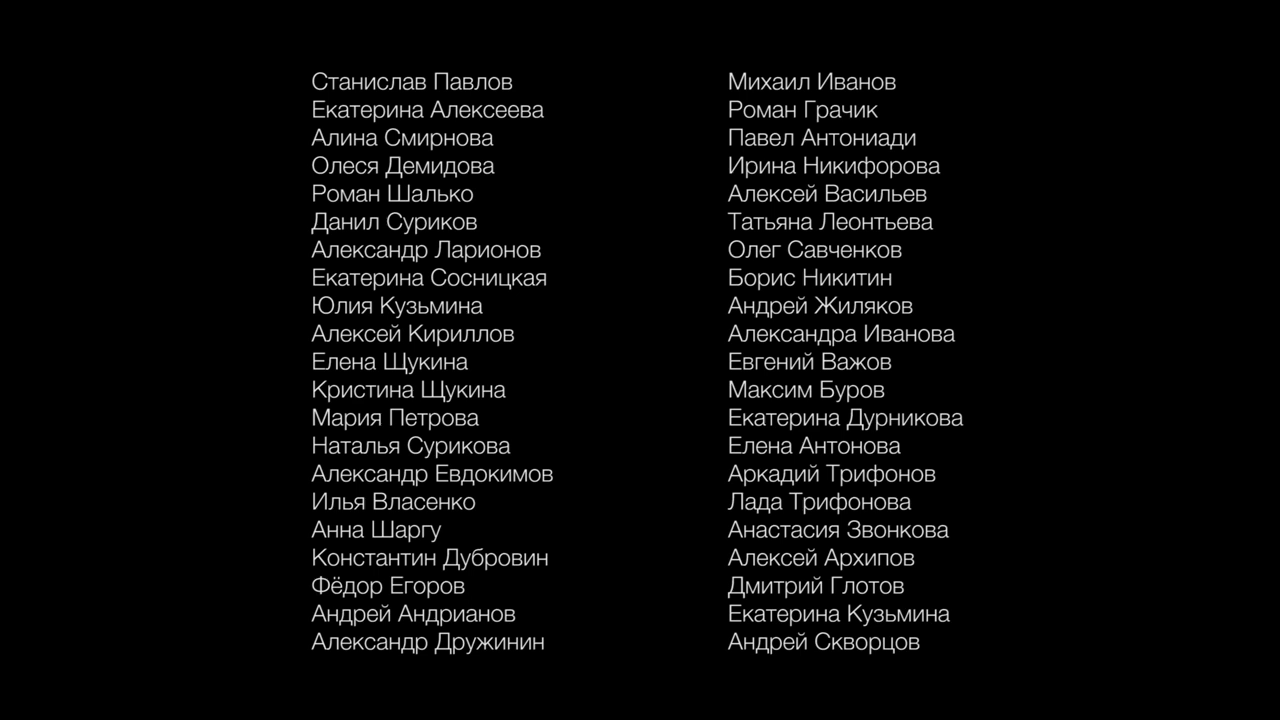 Станислав Павлов
Екатерина Алексеева
Алина Смирнова
Олеся Демидова
Роман Шалько
Данил Суриков
Александр Ларионов
Екатерина Сосницкая
Юлия Кузьмина
Алексей Кириллов
Елена Щукина
Кристина Щукина
Мария Петрова
Наталья Сурикова
Александр Евдокимов
Илья Власенко
Анна Шаргу
Константин Дубровин
Фёдор Егоров
Андрей Андрианов
Александр Дружинин
Михаил Иванов
Роман Грачик
Павел Антониади
Ирина Никифорова
Алексей Васильев
Татьяна Леонтьева
Олег Савченков
Борис Никитин
Андрей Жиляков
Александра Иванова
Евгений Важов
Максим Буров
Екатерина Дурникова
Елена Антонова
Аркадий Трифонов
Лада Трифонова
Анастасия Звонкова
Алексей Архипов
Дмитрий Глотов
Екатерина Кузьмина
Андрей Скворцов